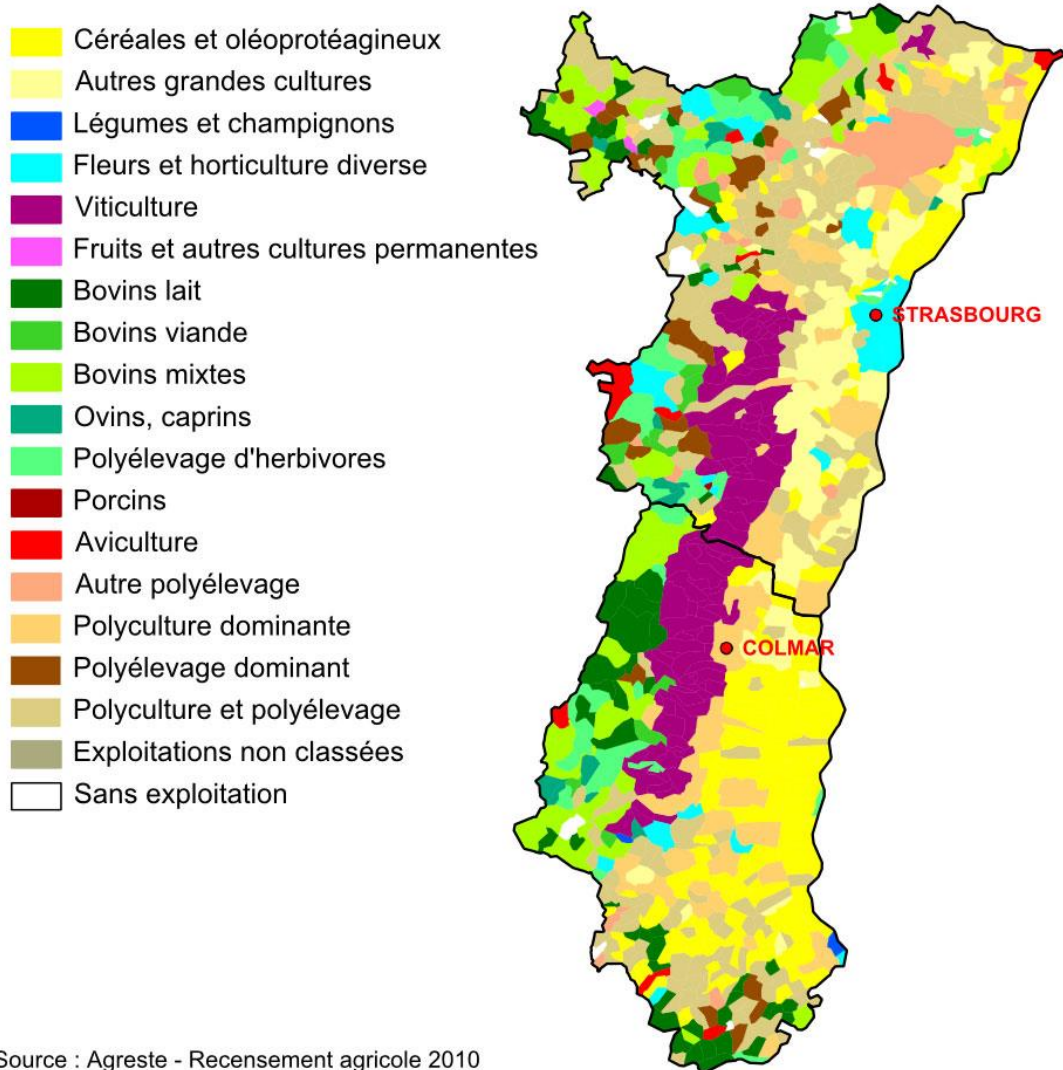 Céréales et oléoprotéagineux
Autres grandes cultures
Légumes et champignons
Fleurs et horticulture diverse
Viticulture
Fruits et autres cultures permanentes
Bovins lait
Bovins viande
Bovins mixtes
Ovins, caprins
Polyélevage d'herbivores
Porcins
Aviculture
Autre polyélevage
Polyculture dominante
Polyélevage dominant
Polyculture et polyélevage
Exploitations non classées
Sans exploitation
STRASBOURG
COLMAR
Source : Agreste - Recensement agricole 2010